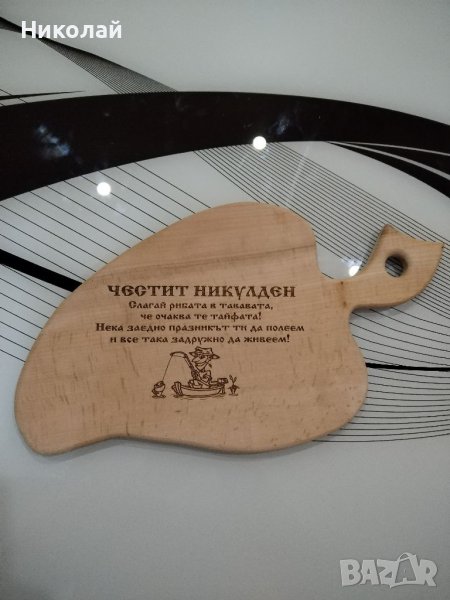 Николай
ЧЕСТИТ НИКУЛДЕН
Слагай рибата в тавата,
че очаква те тайфата!
Нека заедно празникът ти да полеем
и все така задружно да живеем!
BAZAR